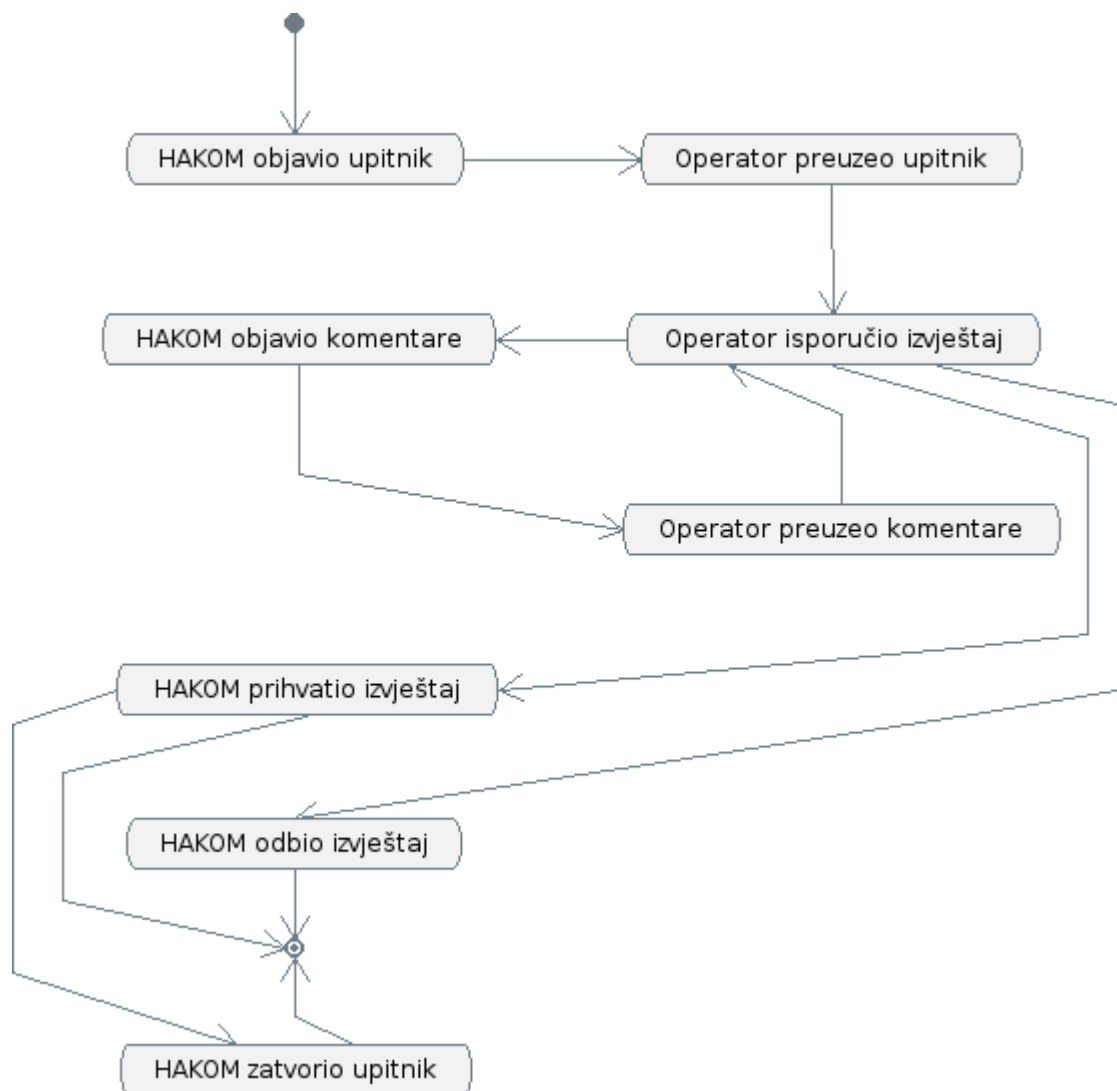 HAKOM objavio upitnik
Operator preuzeo upitnik
HAKOM objavio komentare
Operator isporučio izvještaj
Operator preuzeo komentare
HAKOM prihvatio izvještaj
HAKOM odbio izvještaj
HAKOM zatvorio upitnik